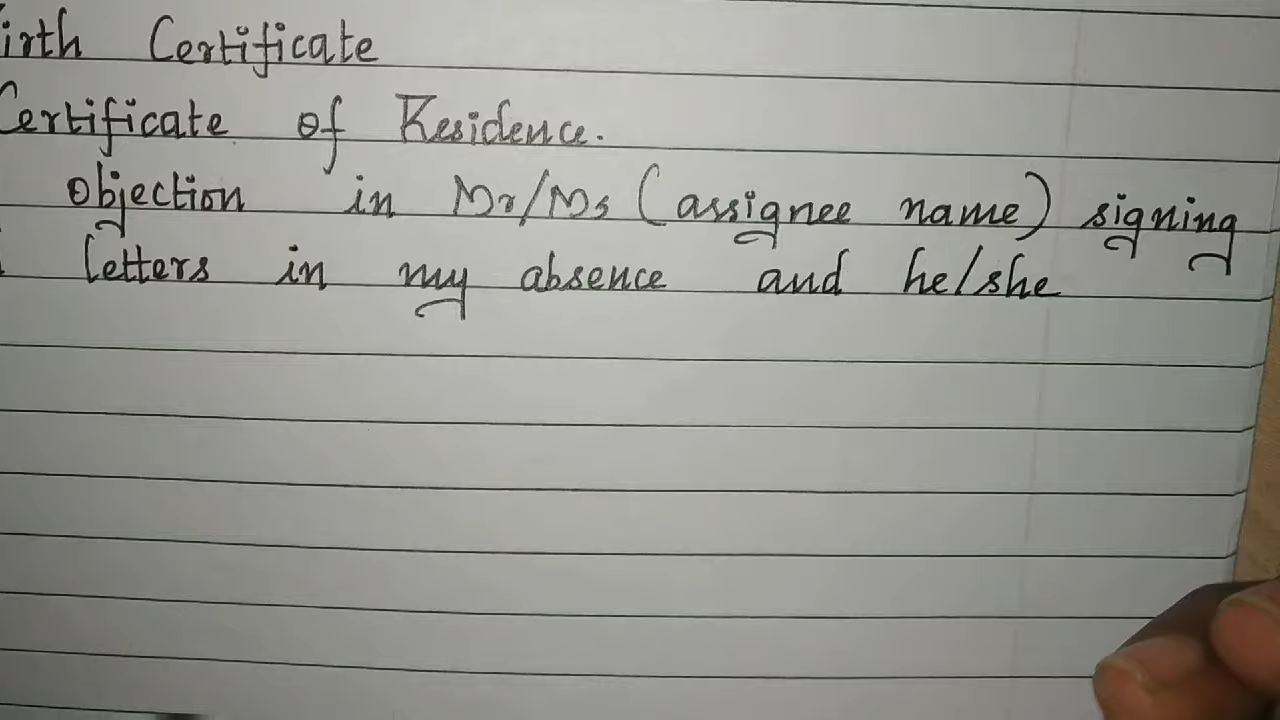 irth Certificate
Certificate of Residence.
objection in Mr/Ms (assignee name) signing
letters in my absence and he/she